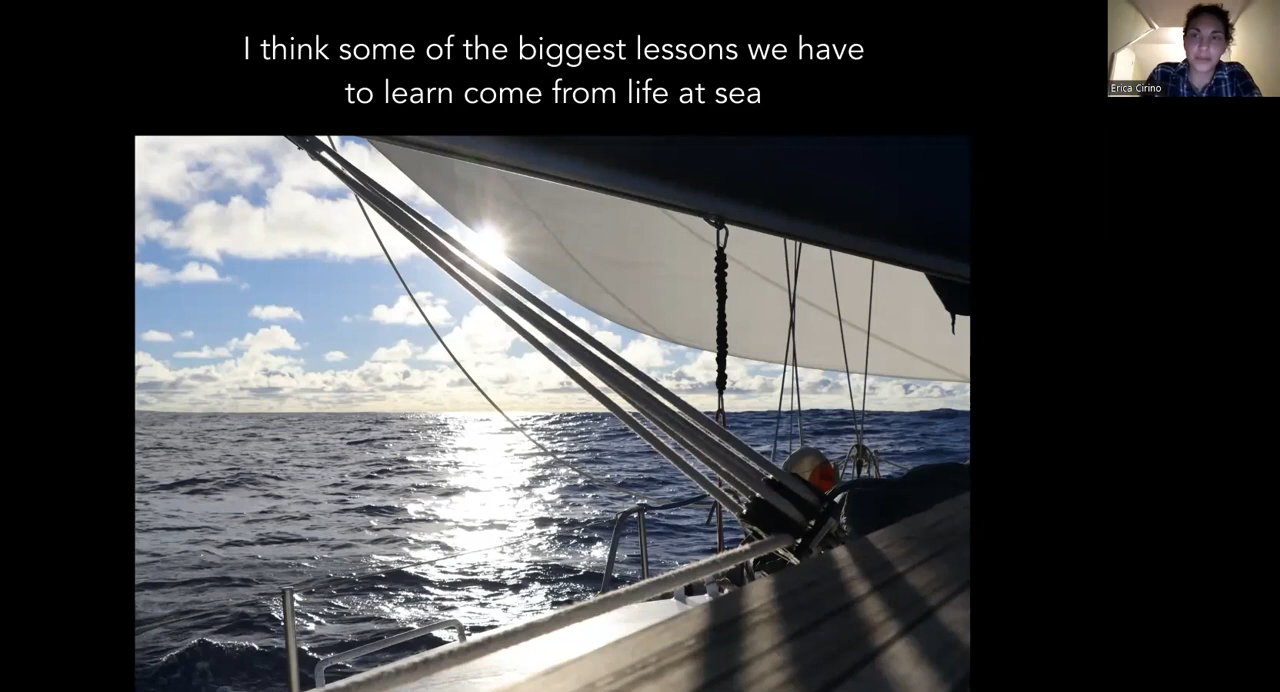 I think some of the biggest lessons we have
to learn come from life at sea
Erica Cirino